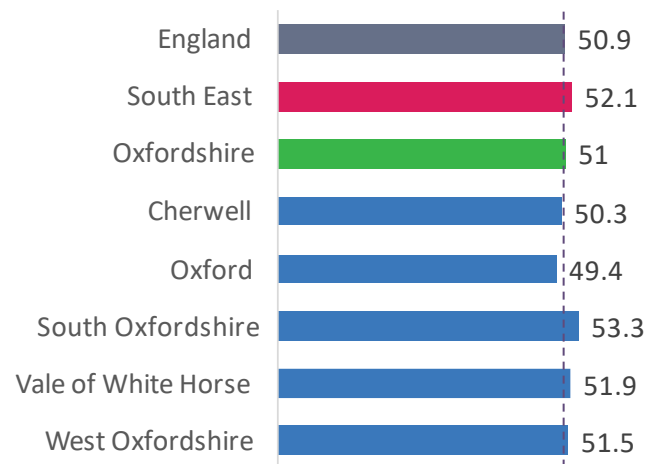 England 50.9
South East 52.1
Oxfordshire 51
Cherwell 50.3
Oxford 49.4
South Oxfordshire 53.3
Vale of White Horse 51.9
West Oxfordshire 51.5